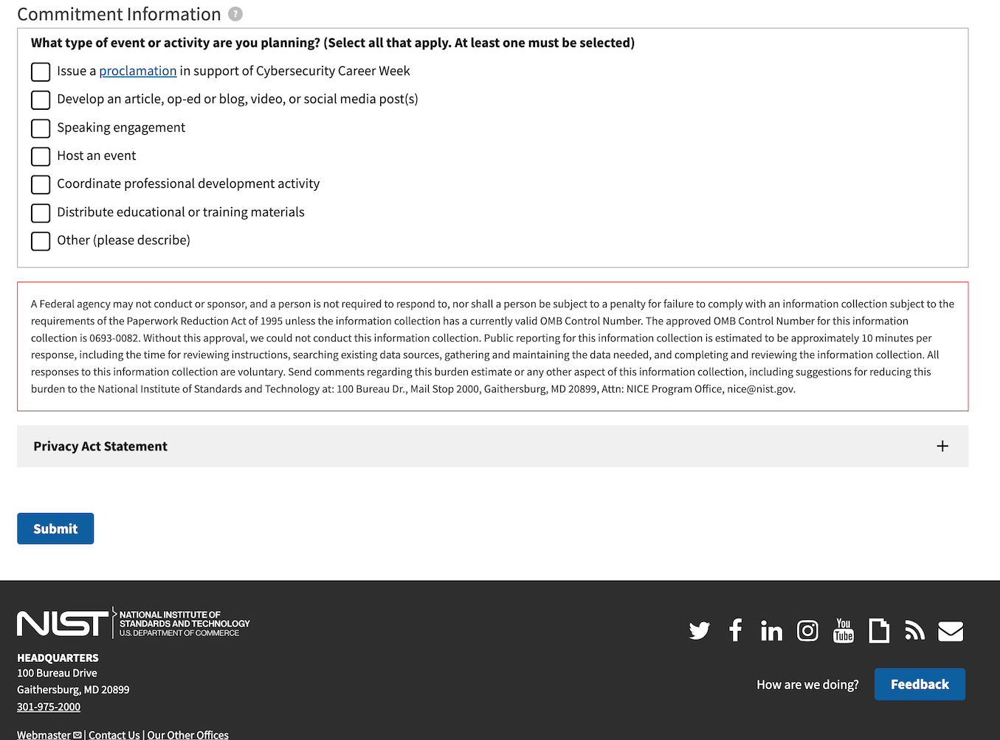 Commitment Information ?
What type of event or activity are you planning? (Select all that apply. At least one must be selected)
Issue a proclamation in support of Cybersecurity Career Week
Develop an article, op-ed or blog, video, or social media post(s)
Speaking engagement
Host an event
Coordinate professional development activity
Distribute educational or training materials
Other (please describe)
A Federal agency may not conduct or sponsor, and a person is not required to respond to, nor shall a person be subject to a penalty for failure to comply with an information collection subject to the
requirements of the Paperwork Reduction Act of 1995 unless the information collection has a currently valid OMB Control Number. The approved OMB Control Number for this information
collection is 0693-0082. Without this approval, we could not conduct this information collection. Public reporting for this information collection is estimated to be approximately 10 minutes per
response, including the time for reviewing instructions, searching existing data sources, gathering and maintaining the data needed, and completing and reviewing the information collection. All
responses to this information collection are voluntary. Send comments regarding this burden estimate or any other aspect of this information collection, including suggestions for reducing this
burden to the National Institute of Standards and Technology at: 100 Bureau Dr., Mail Stop 2000, Gaithersburg, MD 20899, Attn: NICE Program Office, nice@nist.gov.
Privacy Act Statement +
Submit
NIST
NATIONAL INSTITUTE OF
STANDARDS AND TECHNOLOGY
U.S. DEPARTMENT OF COMMERCE
HEADQUARTERS
100 Bureau Drive
Gaithersburg, MD 20899
301-975-2000
Webmaster | Contact Us | Our Other Offices
f in You Tube
How are we doing? Feedback